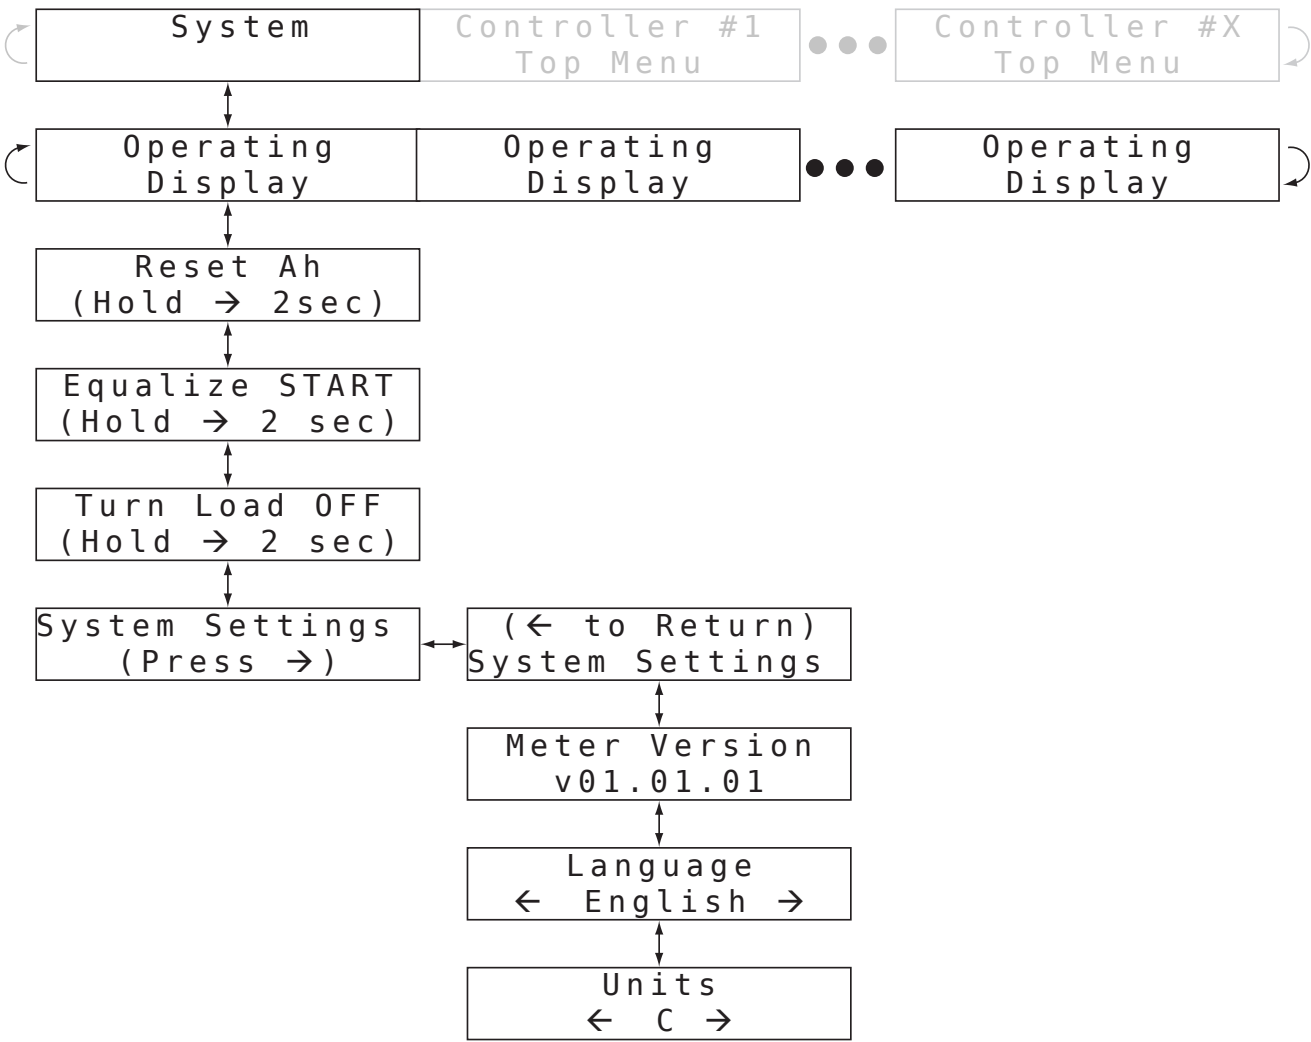 System
Controller #1
Top Menu
Controller #X
Top Menu
Operating
Display
Operating
Display
Operating
Display
Reset Ah
(Hold → 2sec)
Equalize START
(Hold → 2 sec)
Turn Load OFF
(Hold → 2 sec)
System Settings
(Press →)
(← to Return)
System Settings
Meter Version
v01.01.01
Language
← English →
Units
← C →